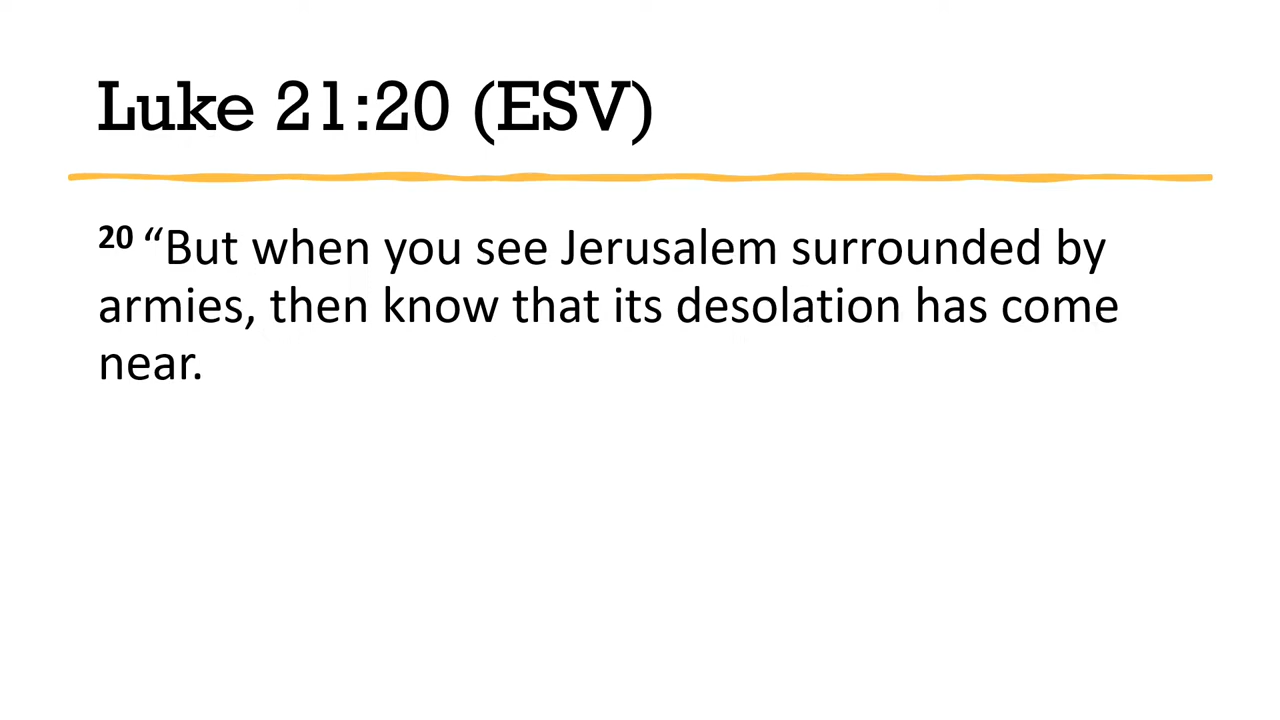 Luke 21:20 (ESV)
20 “But when you see Jerusalem surrounded by
armies, then know that its desolation has come
near.